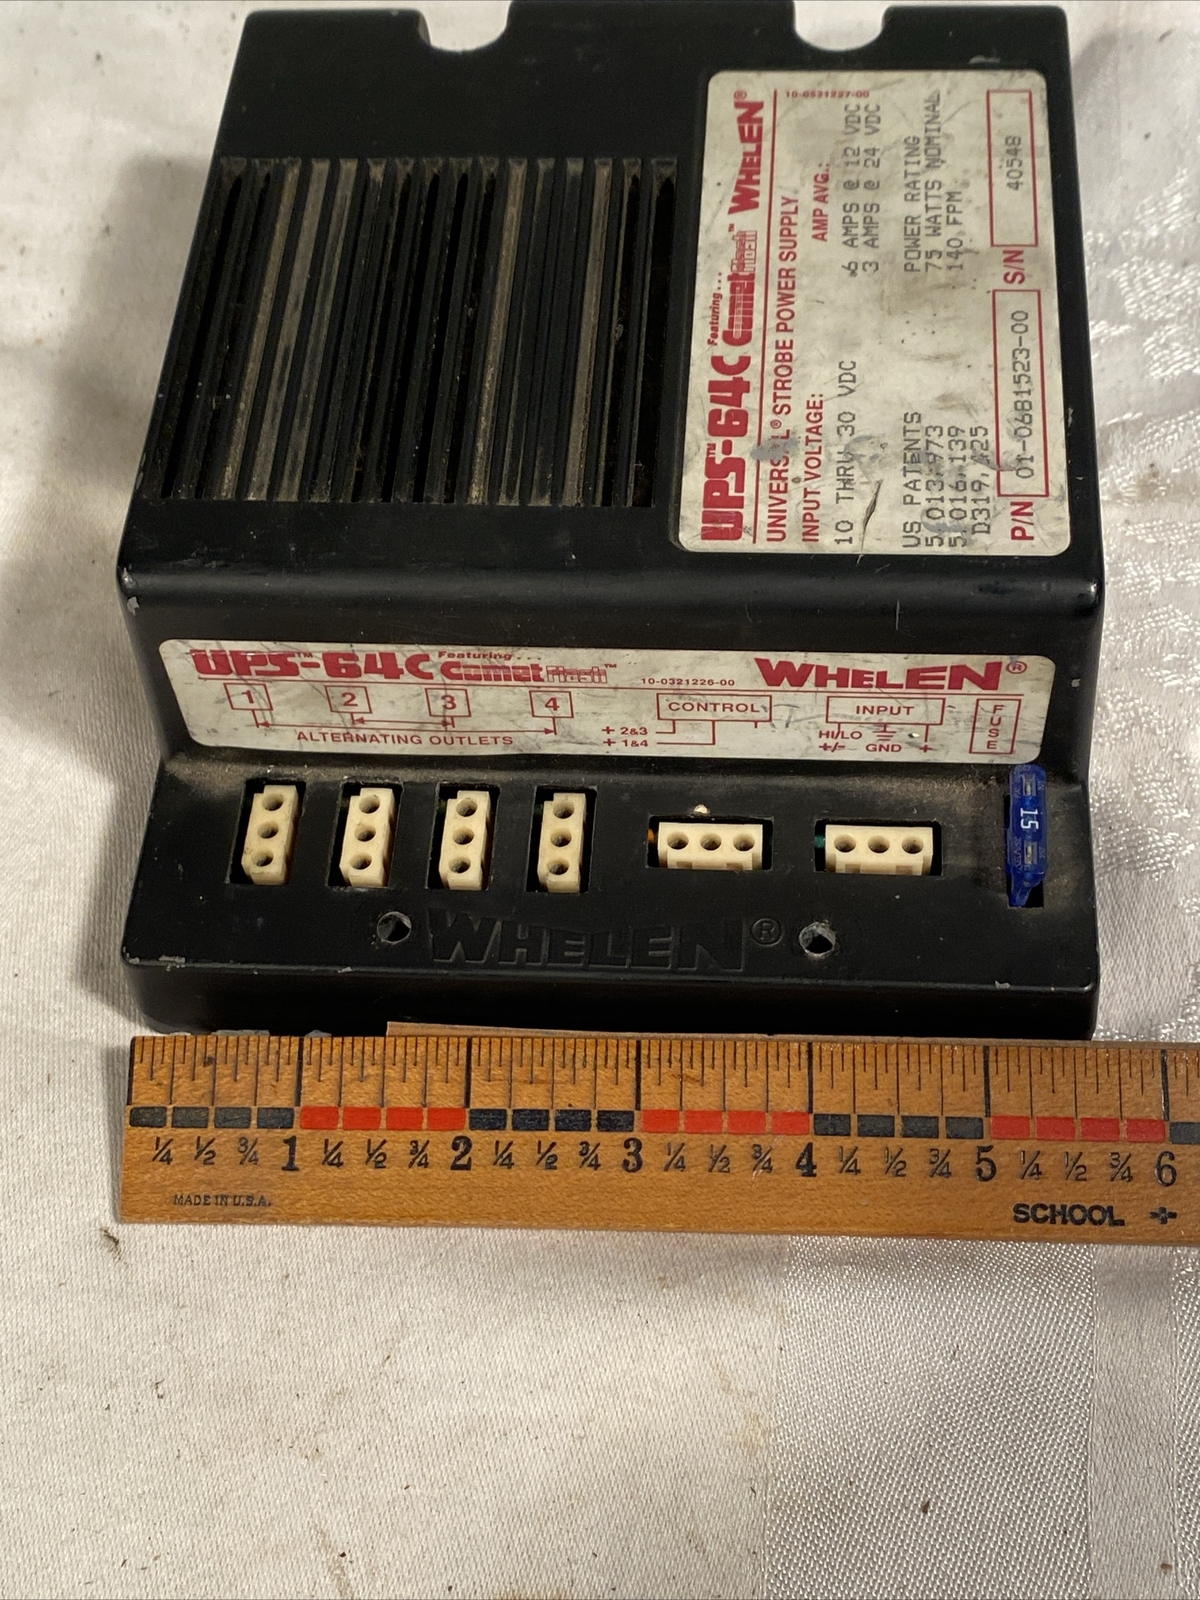 10-0321227-00
UPS™-64C Featuring... Comet Flash™ WHELEN®
UNIVERSAL® STROBE POWER SUPPLY
INPUT VOLTAGE: AMP AVG.:
10 THRU 30 VDC 6 AMPS @ 12 VDC
3 AMPS @ 24 VDC
POWER RATING
US PATENTS 75 WATTS NOMINAL
5,013,973 140 FPM
5,016,139
D319,425
P/N 01-0681523-00 S/N 40548
UPS™-64C Featuring... Comet Flash™ 10-0321226-00 WHELEN®
1 2 3 4 CONTROL INPUT FUSE
+ 2&3 HI/LO
ALTERNATING OUTLETS + 1&4 +/- GND +
15
WHELEN®
¼ ½ ¾ 1 ¼ ½ ¾ 2 ¼ ½ ¾ 3 ¼ ½ ¾ 4 ¼ ½ ¾ 5 ¼ ½ ¾ 6
MADE IN U.S.A.
SCHOOL +